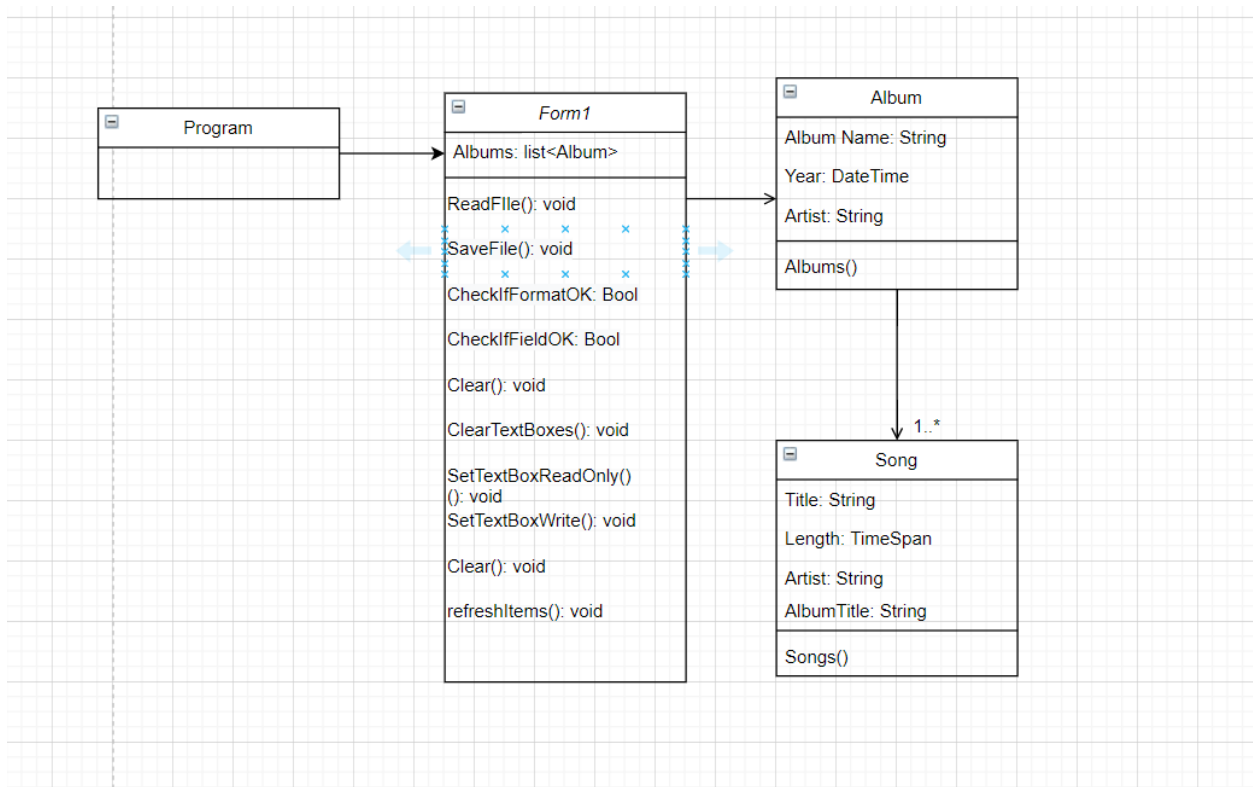 Program
Form1
Albums: list<Album>
ReadFIle(): void
SaveFile(): void
CheckIfFormatOK: Bool
CheckIfFieldOK: Bool
Clear(): void
ClearTextBoxes(): void
SetTextBoxReadOnly()
(): void
SetTextBoxWrite(): void
Clear(): void
refreshItems(): void
Album
Album Name: String
Year: DateTime
Artist: String
Albums()
1..*
Song
Title: String
Length: TimeSpan
Artist: String
AlbumTitle: String
Songs()